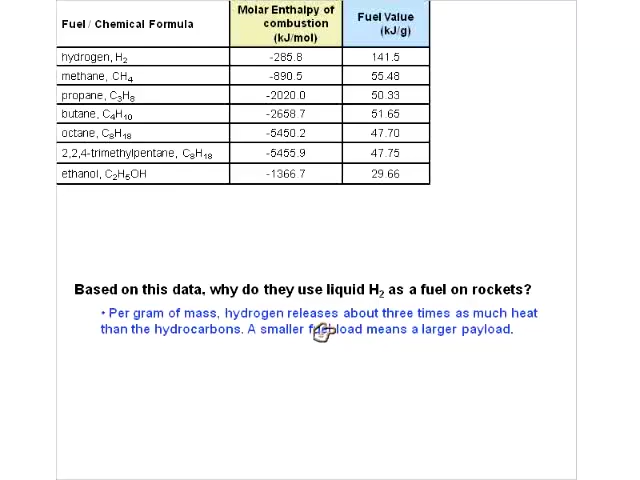 Fuel / Chemical Formula
Molar Enthalpy of
combustion
(kJ/mol)
Fuel Value
(kJ/g)
hydrogen, H₂ -285.8 141.5
methane, CH₄ -890.5 55.48
propane, C₃H₈ -2020.0 50.33
butane, C₄H₁₀ -2658.7 51.65
octane, C₈H₁₈ -5450.2 47.70
2,2,4-trimethylpentane, C₈H₁₈ -5455.9 47.75
ethanol, C₂H₅OH -1366.7 29.66
Based on this data, why do they use liquid H₂ as a fuel on rockets?
• Per gram of mass, hydrogen releases about three times as much heat
than the hydrocarbons. A smaller fuel load means a larger payload.